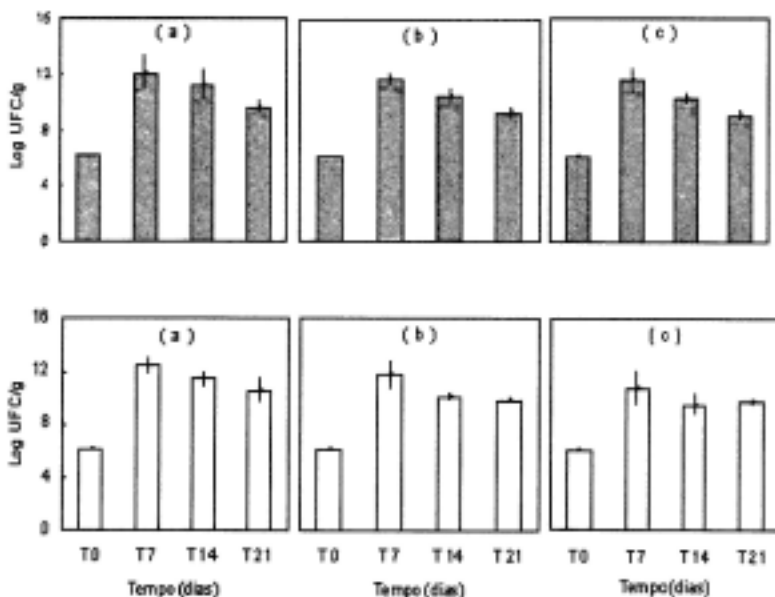 ( a ) ( b ) ( c )
16
12
8
4
0
Log UFC/g
( a ) ( b ) [ c ]
16
12
8
4
0
Log UFC/g
T0 T7 T14 T21 T0 T7 T14 T21 T0 T7 T14 T21
Tempo(dias) Tempo(dias) Tempo(dias)